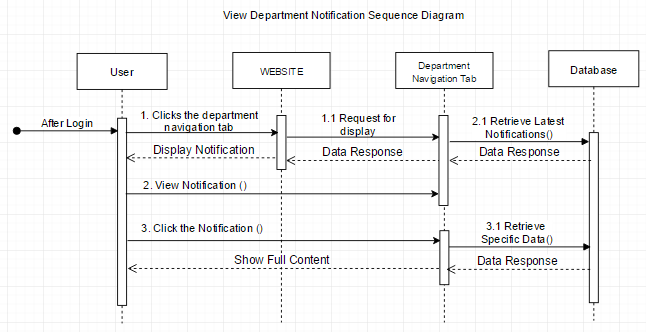 View Department Notification Sequence Diagram
User
WEBSITE
Department
Navigation Tab
Database
After Login
1. Clicks the department
navigation tab
1.1 Request for
display
2.1 Retrieve Latest
Notifications()
Display Notification
Data Response
Data Response
2. View Notification ()
3. Click the Notification ()
3.1 Retrieve
Specific Data()
Show Full Content
Data Response